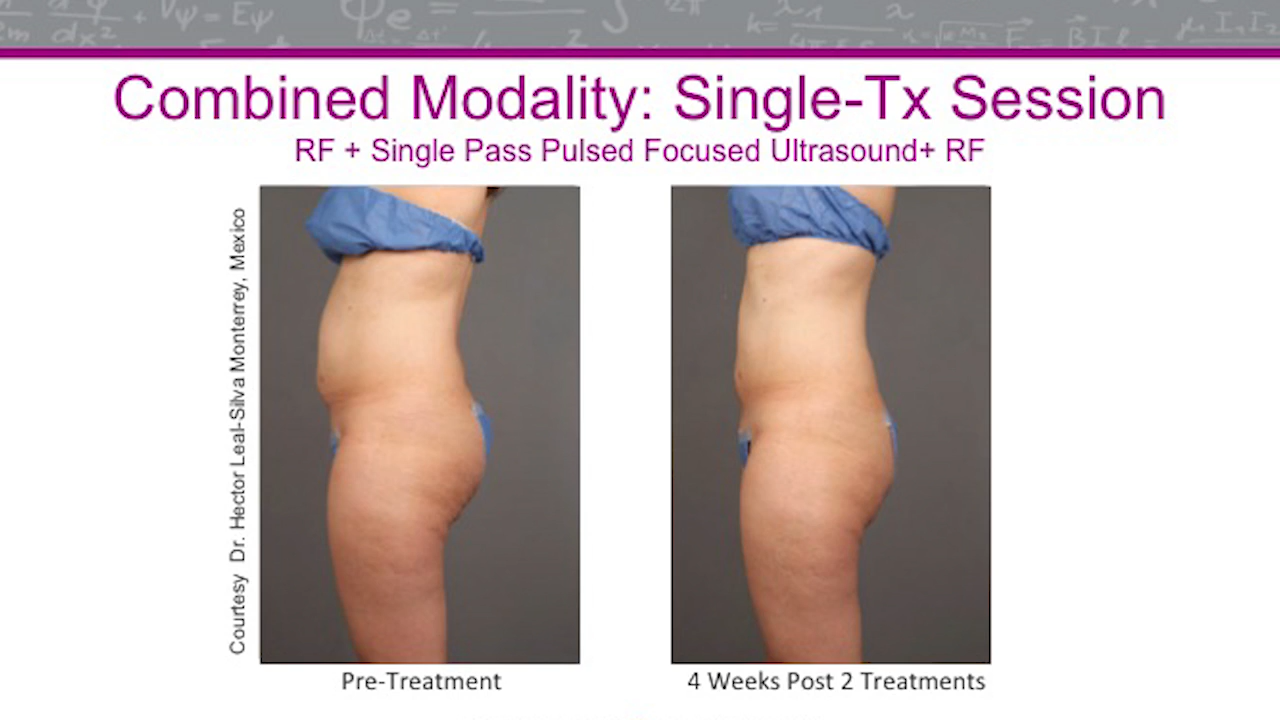 Combined Modality: Single-Tx Session
RF + Single Pass Pulsed Focused Ultrasound+ RF
Courtesy Dr. Hector Leal-Silva Monterrey, Mexico
Pre-Treatment
4 Weeks Post 2 Treatments